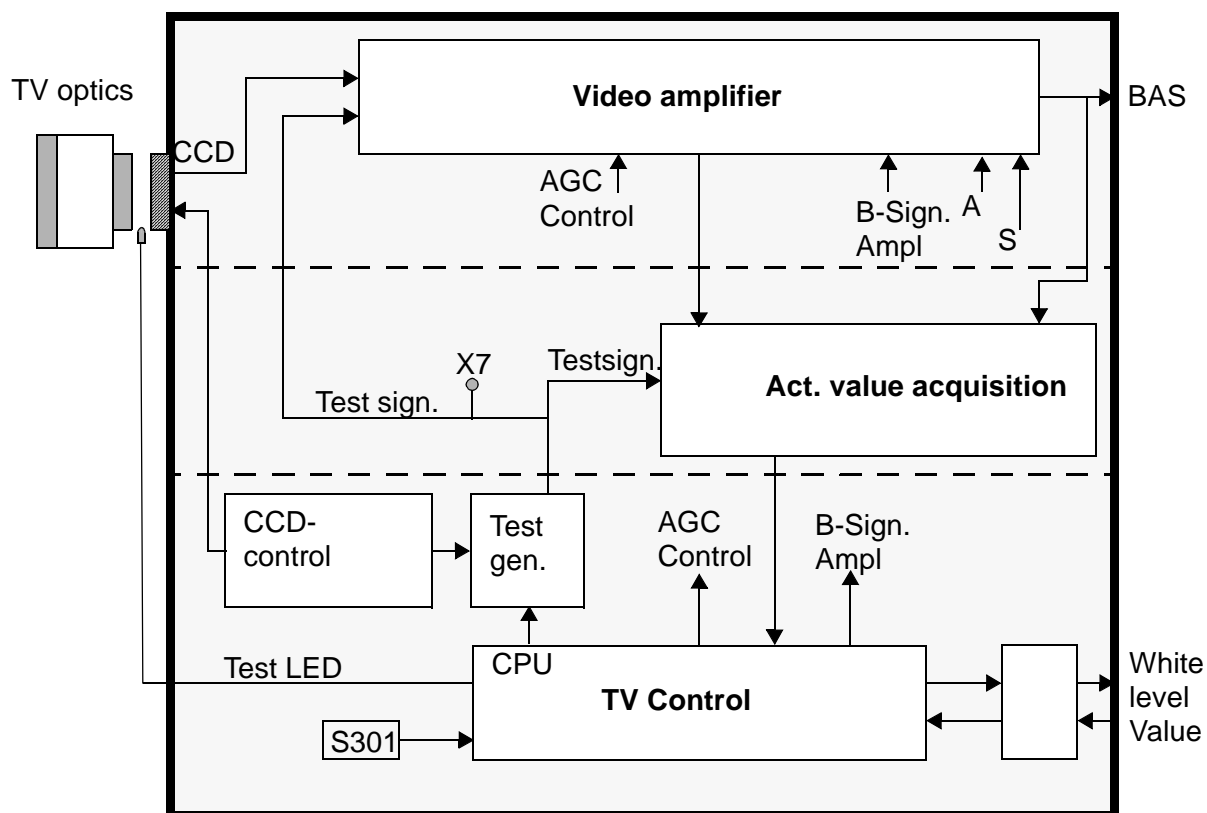 TV optics
Video amplifier
BAS
CCD
AGC
Control
B-Sign.
Ampl
A
S
X7
Testsign.
Test sign.
Act. value acquisition
CCD-
control
Test
gen.
AGC
Control
B-Sign.
Ampl
Test LED
CPU
TV Control
S301
White
level
Value